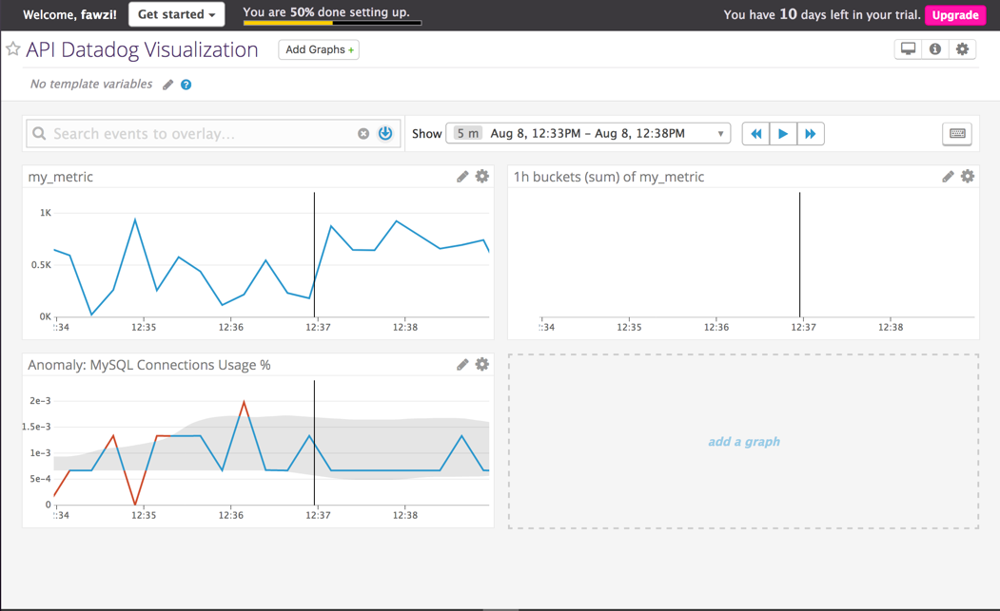 Welcome, fawzi! Get started You are 50% done setting up. You have 10 days left in your trial. Upgrade
API Datadog Visualization Add Graphs +
No template variables ?
Search events to overlay... Show 5 m Aug 8, 12:33PM – Aug 8, 12:38PM
my_metric
1K
0.5K
0K
:34 12:35 12:36 12:37 12:38
1h buckets (sum) of my_metric
:34 12:35 12:36 12:37 12:38
Anomaly: MySQL Connections Usage %
2e-3
1.5e-3
1e-3
5e-4
0
:34 12:35 12:36 12:37 12:38
add a graph